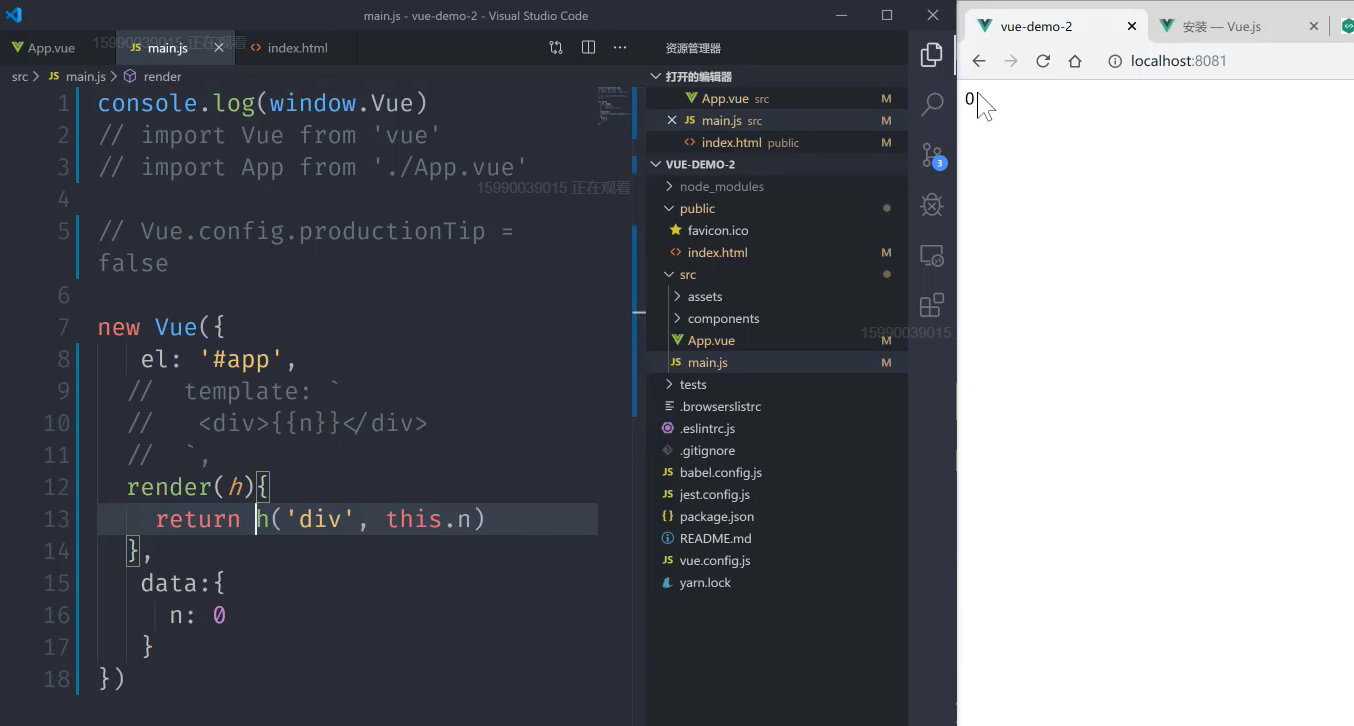 main.js - vue-demo-2 - Visual Studio Code
App.vue
main.js
index.html
15990039015 正在观看
src > JS main.js > render
1 console.log(window.Vue)
2 // import Vue from 'vue'
3 // import App from './App.vue'
15990039015 正在观看
4
5 // Vue.config.productionTip =
false
6
7 new Vue({
8 el: '#app',
9 // template: `
10 // <div>{{n}}</div>
11 // `,
12 render(h){
13 return h('div', this.n)
14 },
15 data:{
16 n: 0
17 }
18 })
资源管理器
打开的编辑器
App.vue src M
JS main.js src M
index.html public M
VUE-DEMO-2
node_modules
public
favicon.ico
index.html M
src
assets
components
15990039015
App.vue M
JS main.js M
tests
.browserslistrc
.eslintrc.js
.gitignore
JS babel.config.js
JS jest.config.js
{} package.json
README.md
JS vue.config.js
yarn.lock
3
vue-demo-2
安装 — Vue.js
localhost:8081
0